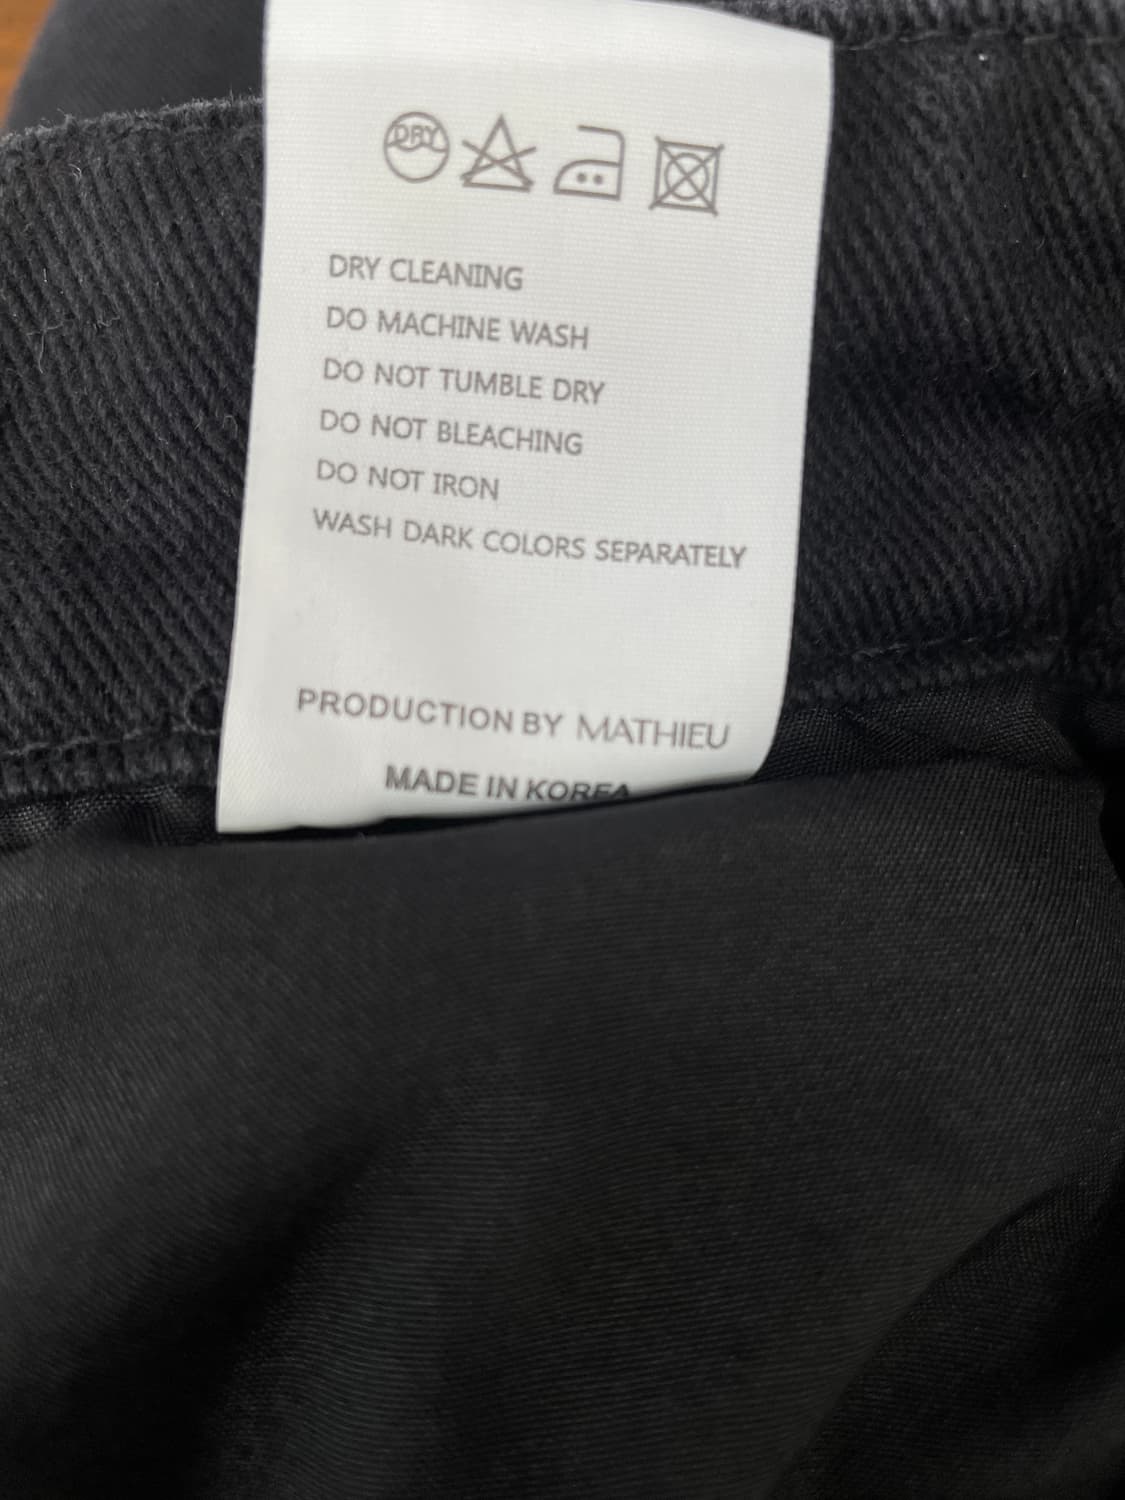 DRY
DRY CLEANING
DO MACHINE WASH
DO NOT TUMBLE DRY
DO NOT BLEACHING
DO NOT IRON
WASH DARK COLORS SEPARATELY
PRODUCTION BY MATHIEU
MADE IN KOREA